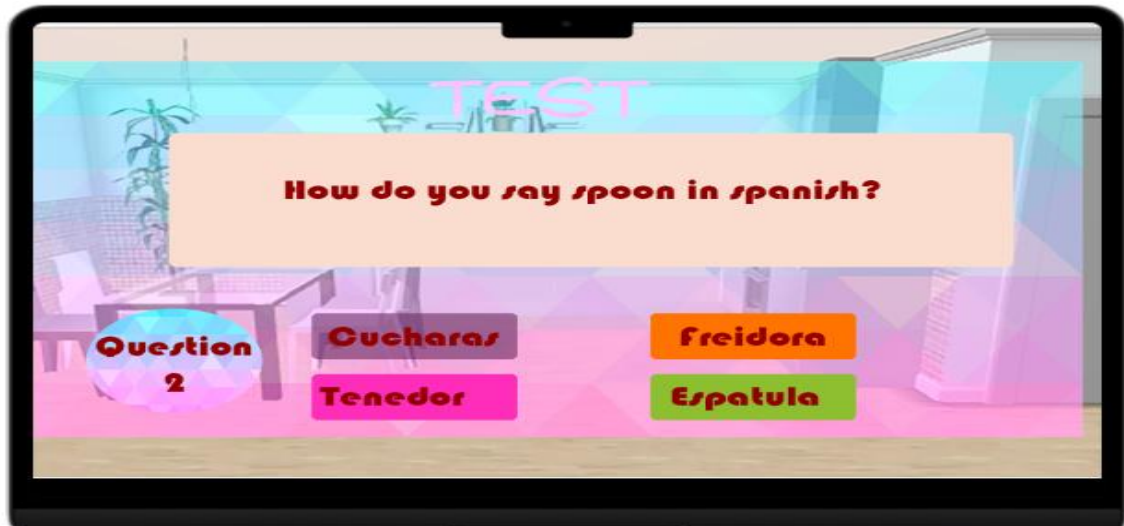 TEST
How do you say spoon in spanish?
Question
2
Cucharas
Freidora
Tenedor
Espatula